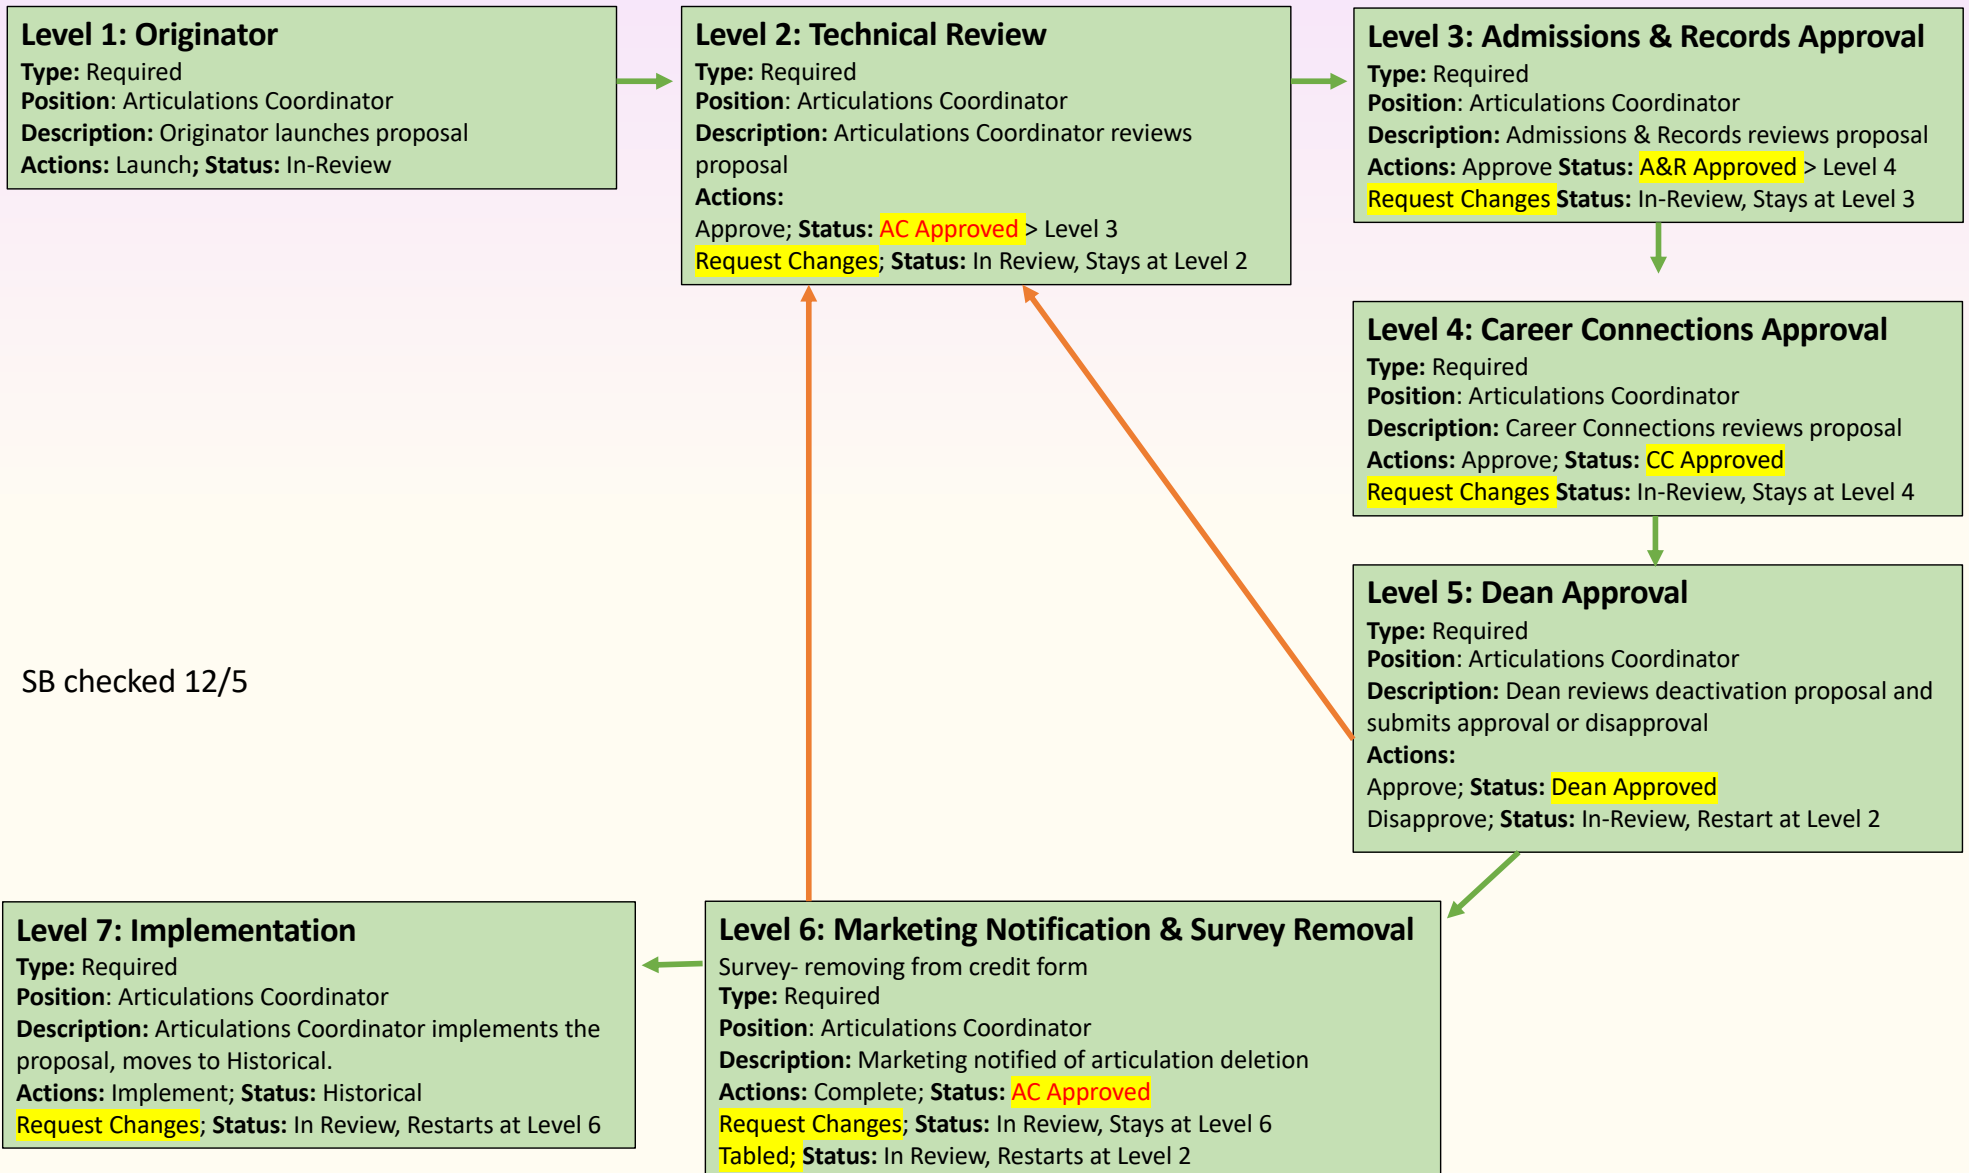 Level 1: Originator
Type: Required
Position: Articulations Coordinator
Description: Originator launches proposal
Actions: Launch; Status: In-Review
Level 2: Technical Review
Type: Required
Position: Articulations Coordinator
Description: Articulations Coordinator reviews
proposal
Actions:
Approve; Status: AC Approved > Level 3
Request Changes; Status: In Review, Stays at Level 2
Level 3: Admissions & Records Approval
Type: Required
Position: Articulations Coordinator
Description: Admissions & Records reviews proposal
Actions: Approve Status: A&R Approved > Level 4
Request Changes Status: In-Review, Stays at Level 3
Level 4: Career Connections Approval
Type: Required
Position: Articulations Coordinator
Description: Career Connections reviews proposal
Actions: Approve; Status: CC Approved
Request Changes Status: In-Review, Stays at Level 4
Level 5: Dean Approval
Type: Required
Position: Articulations Coordinator
Description: Dean reviews deactivation proposal and
submits approval or disapproval
Actions:
Approve; Status: Dean Approved
Disapprove; Status: In-Review, Restart at Level 2
SB checked 12/5
Level 6: Marketing Notification & Survey Removal
Survey- removing from credit form
Type: Required
Position: Articulations Coordinator
Description: Marketing notified of articulation deletion
Actions: Complete; Status: AC Approved
Request Changes; Status: In Review, Stays at Level 6
Tabled; Status: In Review, Restarts at Level 2
Level 7: Implementation
Type: Required
Position: Articulations Coordinator
Description: Articulations Coordinator implements the
proposal, moves to Historical.
Actions: Implement; Status: Historical
Request Changes; Status: In Review, Restarts at Level 6